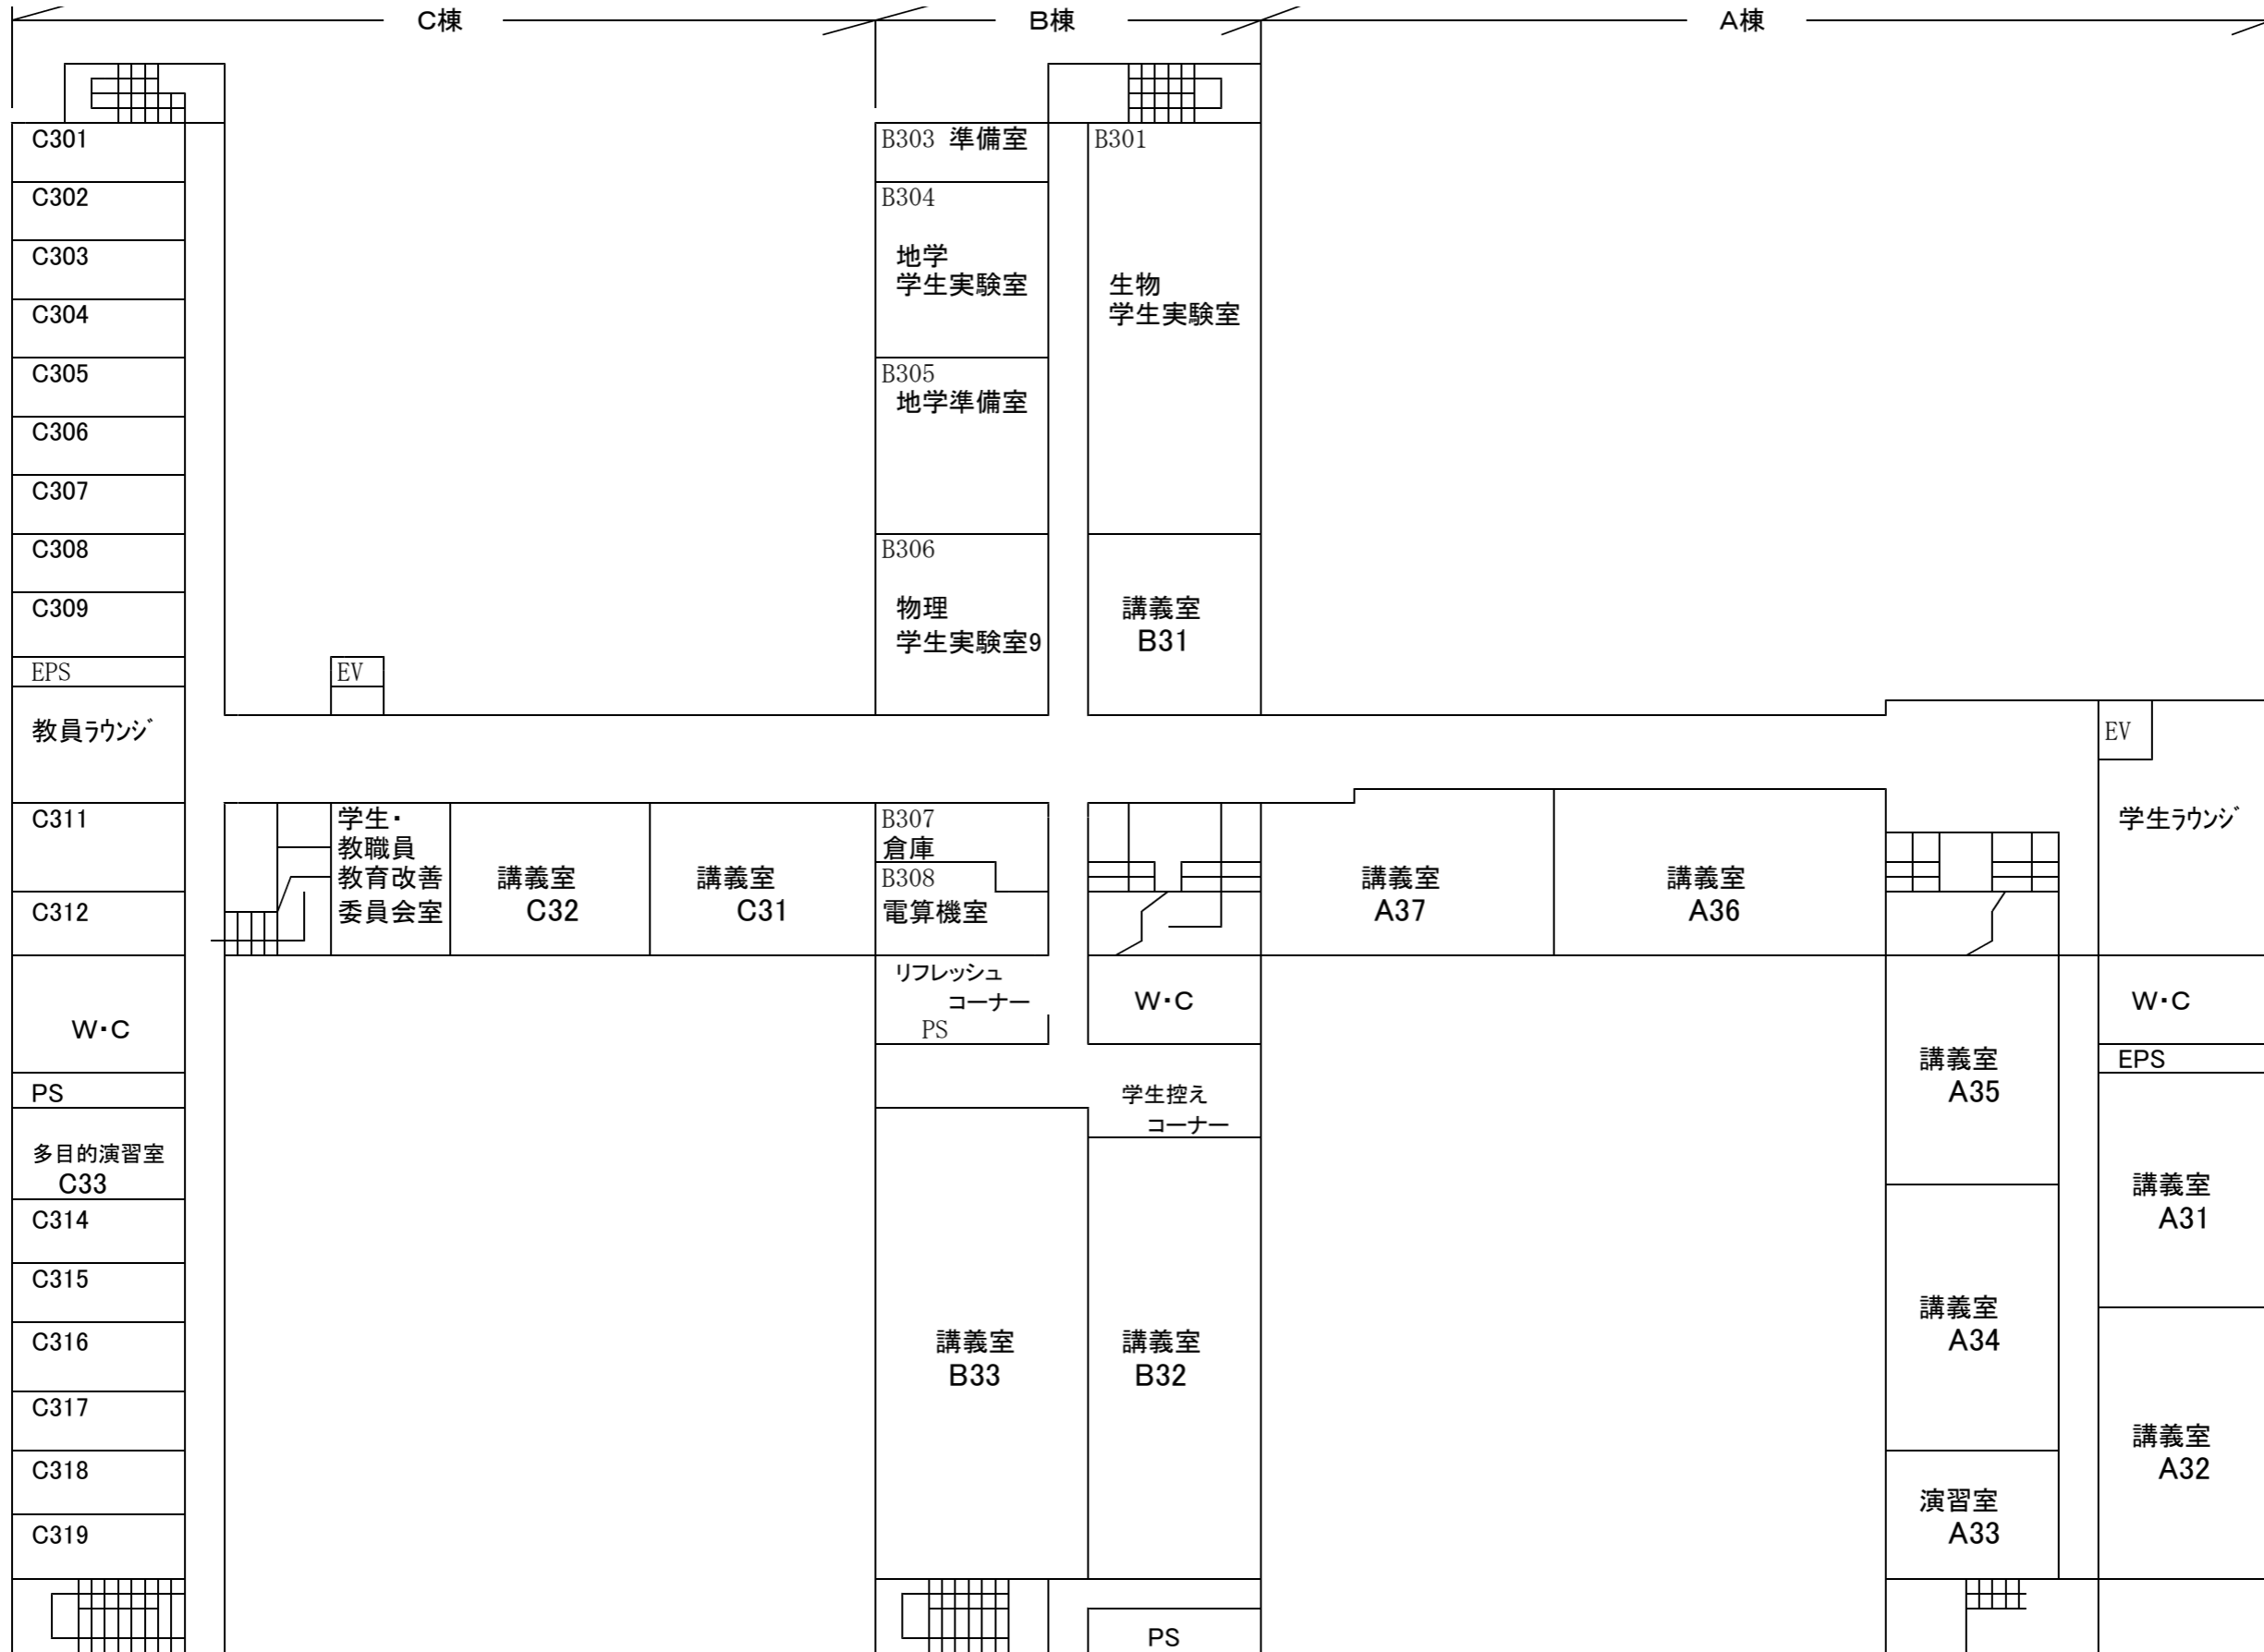 C棟
B棟
A棟
C301
C302
C303
C304
C305
C306
C307
C308
C309
EPS
教員ﾗｳﾝｼﾞ
C311
C312
W・C
PS
多目的演習室
C33
C314
C315
C316
C317
C318
C319
EV
学生・
教職員
教育改善
委員会室
講義室
C32
講義室
C31
B303 準備室
B304
地学
学生実験室
B305
地学準備室
B306
物理
学生実験室9
B307
倉庫
B308
電算機室
リフレッシュ
コーナー
PS
講義室
B33
B301
生物
学生実験室
講義室
B31
W・C
学生控え
コーナー
講義室
B32
PS
講義室
A37
講義室
A36
講義室
A35
講義室
A34
演習室
A33
EV
学生ﾗｳﾝｼﾞ
W・C
EPS
講義室
A31
講義室
A32